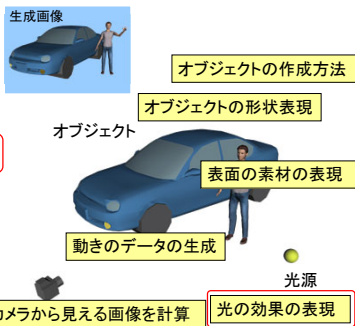 生成画像
オブジェクトの作成方法
オブジェクトの形状表現
オブジェクト
表面の素材の表現
動きのデータの生成
光源
カメラから見える画像を計算
光の効果の表現